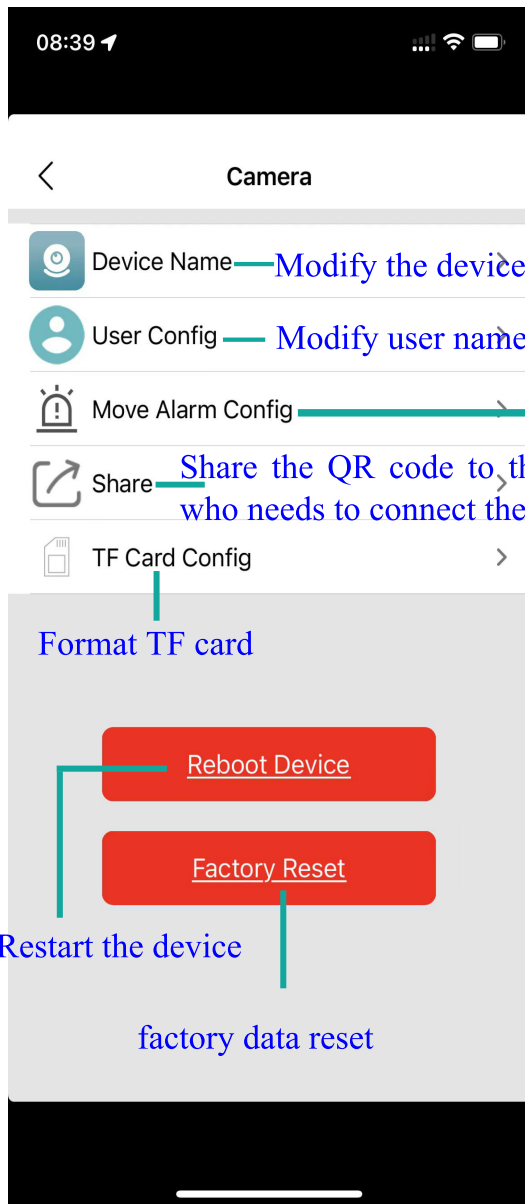 08:39
Camera
Device Name
Modify the device
User Config
Modify user name
Move Alarm Config
Share the QR code to
Share
who needs to connect the
TF Card Config
Format TF card
Reboot Device
Factory Reset
Restart the device
factory data reset